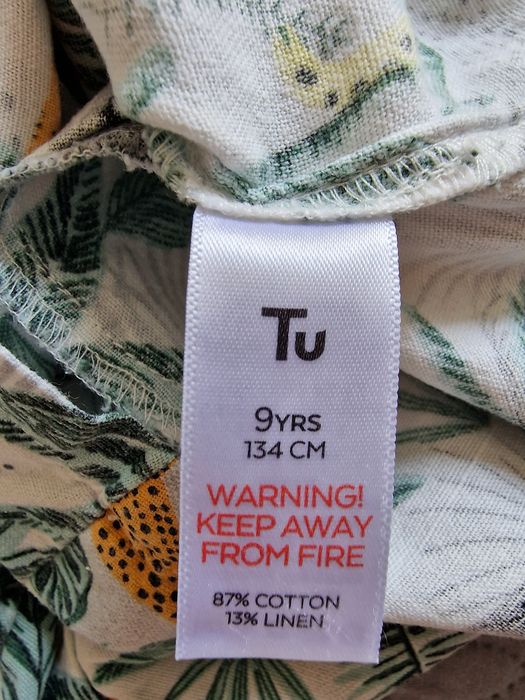 Tu
9YRS
134 CM
WARNING!
KEEP AWAY
FROM FIRE
87% COTTON
13% LINEN